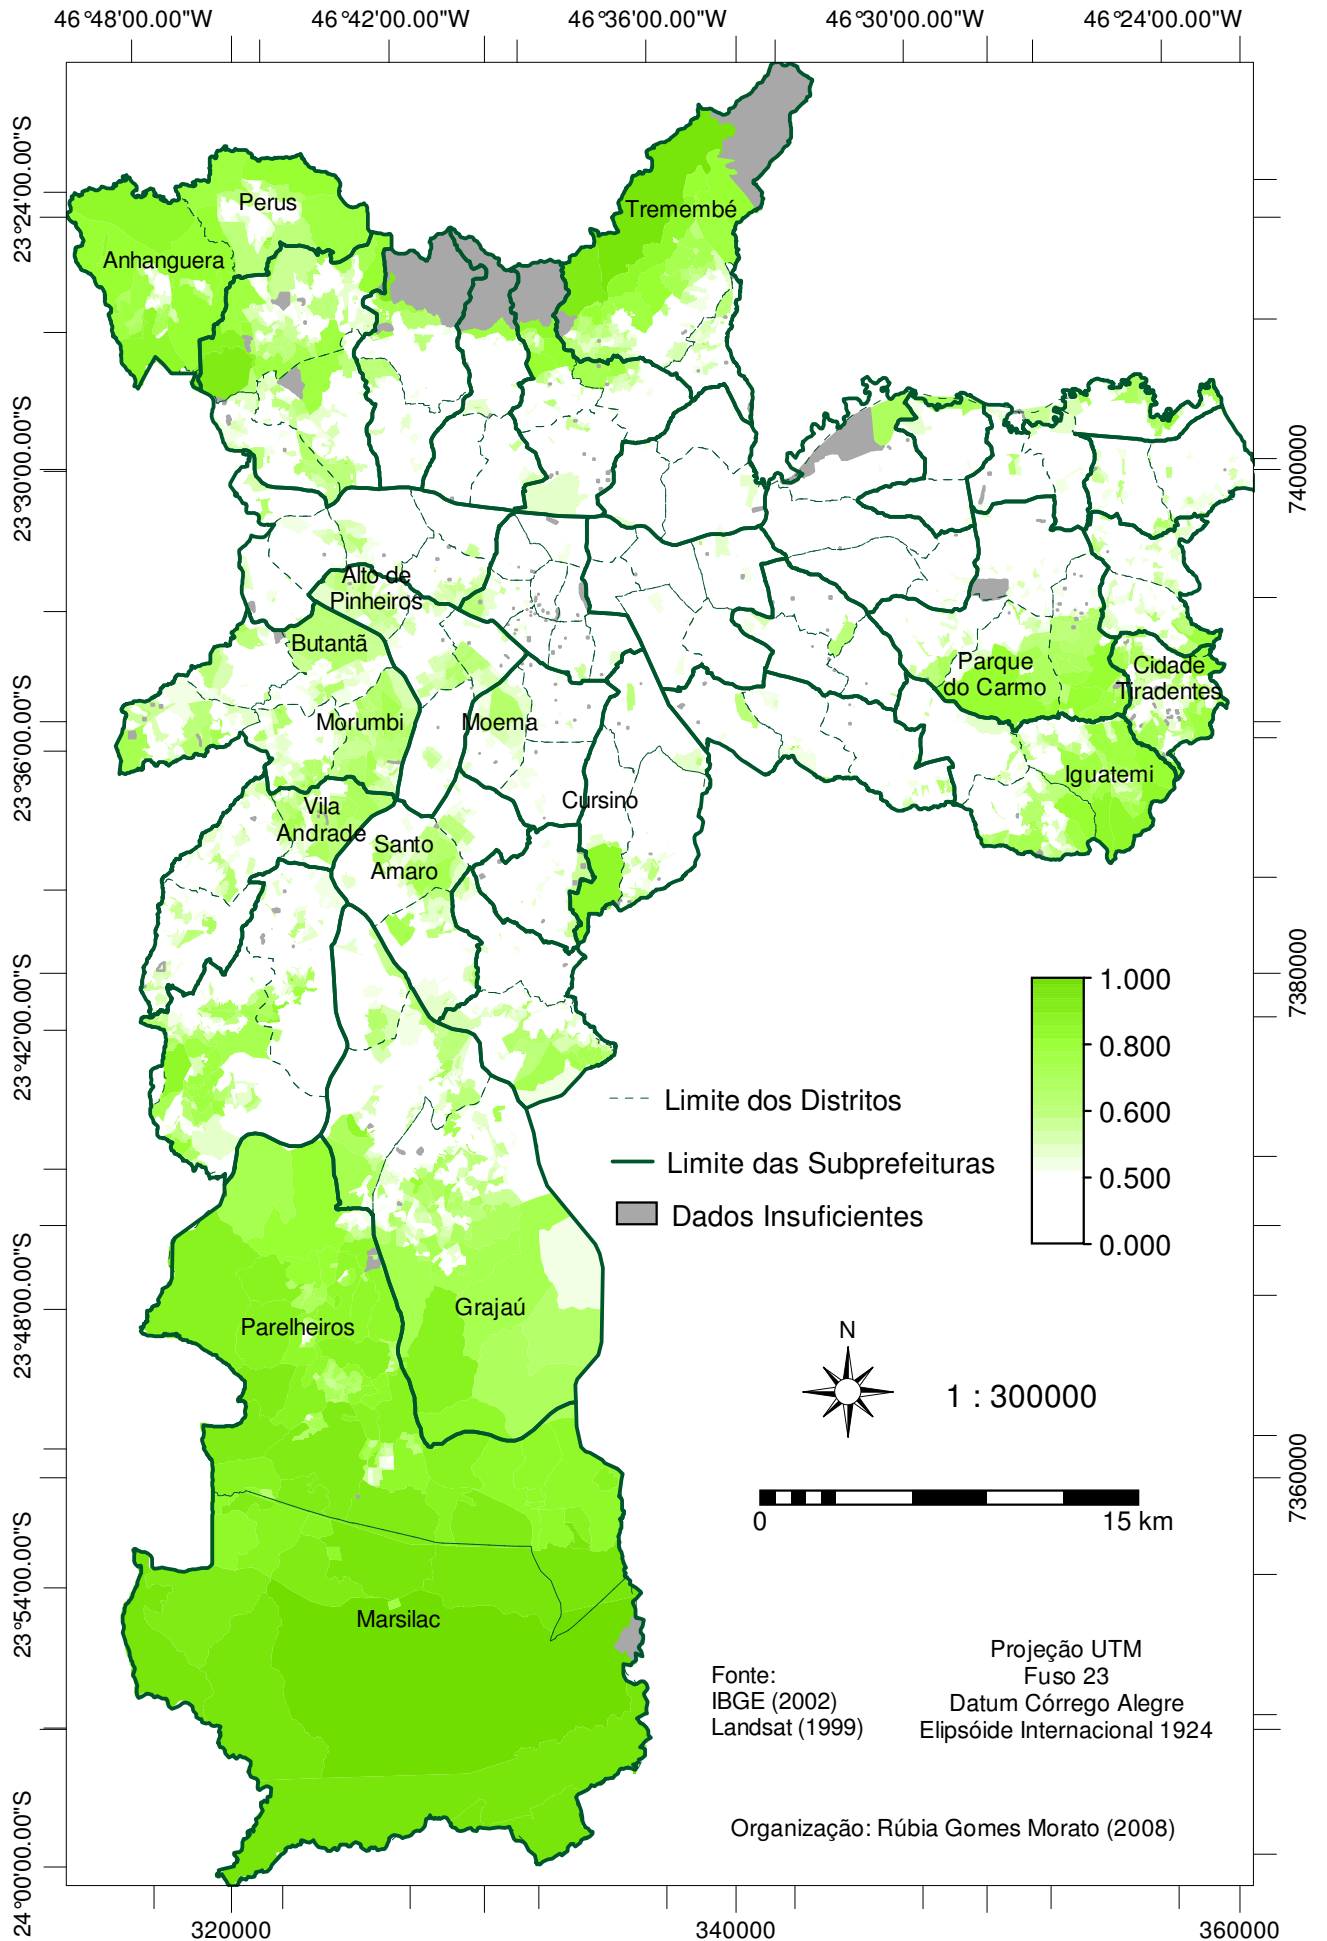 46°48'00.00"W
46°42'00.00"W
46°36'00.00"W
46°30'00.00"W
46°24'00.00"W
23°24'00.00"S
23°30'00.00"S
23°36'00.00"S
23°42'00.00"S
23°48'00.00"S
23°54'00.00"S
24°00'00.00"S
7400000
7380000
7360000
Perus
Tremembé
Anhanguera
Alto de
Pinheiros
Butantã
Parque
do Carmo
Cidade
Tiradentes
Morumbi
Moema
Iguatemi
Vila
Andrade
Cursino
Santo
Amaro
1.000
0.800
0.600
0.500
0.000
Limite dos Distritos
Limite das Subprefeituras
Dados Insuficientes
Grajaú
Parelheiros
N
1 : 300000
0
15 km
Marsilac
Fonte:
IBGE (2002)
Landsat (1999)
Projeção UTM
Fuso 23
Datum Córrego Alegre
Elipsóide Internacional 1924
Organização: Rúbia Gomes Morato (2008)
320000
340000
360000